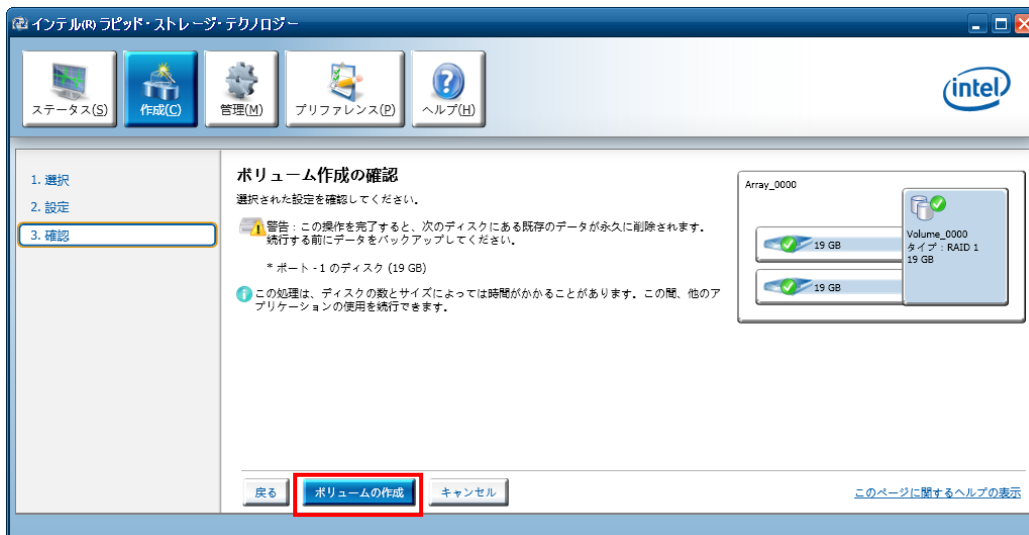 インテル(R) ラピッド・ストレージ・テクノロジー
ステータス(S)
作成(C)
管理(M)
プリファレンス(P)
ヘルプ(H)
intel
1. 選択
2. 設定
3. 確認
ボリューム作成の確認
選択された設定を確認してください。
警告：この操作を完了すると、次のディスクにある既存のデータが永久に削除されます。
続行する前にデータをバックアップしてください。
* ポート -1 のディスク (19 GB)
この処理は、ディスクの数とサイズによっては時間がかかることがあります。この間、他のア
プリケーションの使用を続行できます。
Array_0000
19 GB
19 GB
Volume_0000
タイプ：RAID 1
19 GB
戻る
ボリュームの作成
キャンセル
このページに関するヘルプの表示